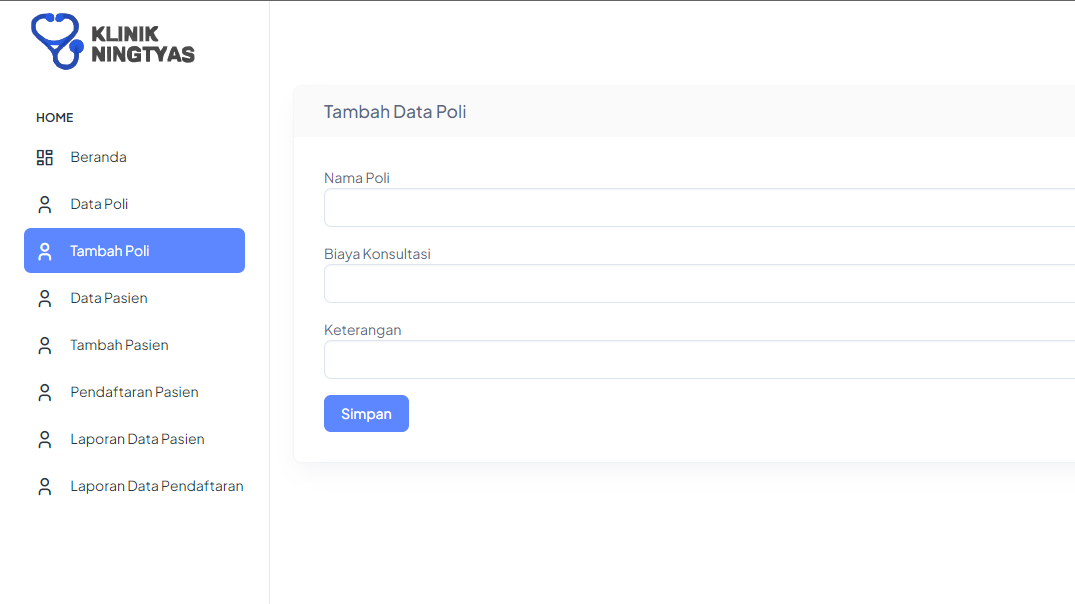 KLINIK
NINGTYAS
HOME
Beranda
Data Poli
Tambah Poli
Data Pasien
Tambah Pasien
Pendaftaran Pasien
Laporan Data Pasien
Laporan Data Pendaftaran
Tambah Data Poli
Nama Poli
Biaya Konsultasi
Keterangan
Simpan